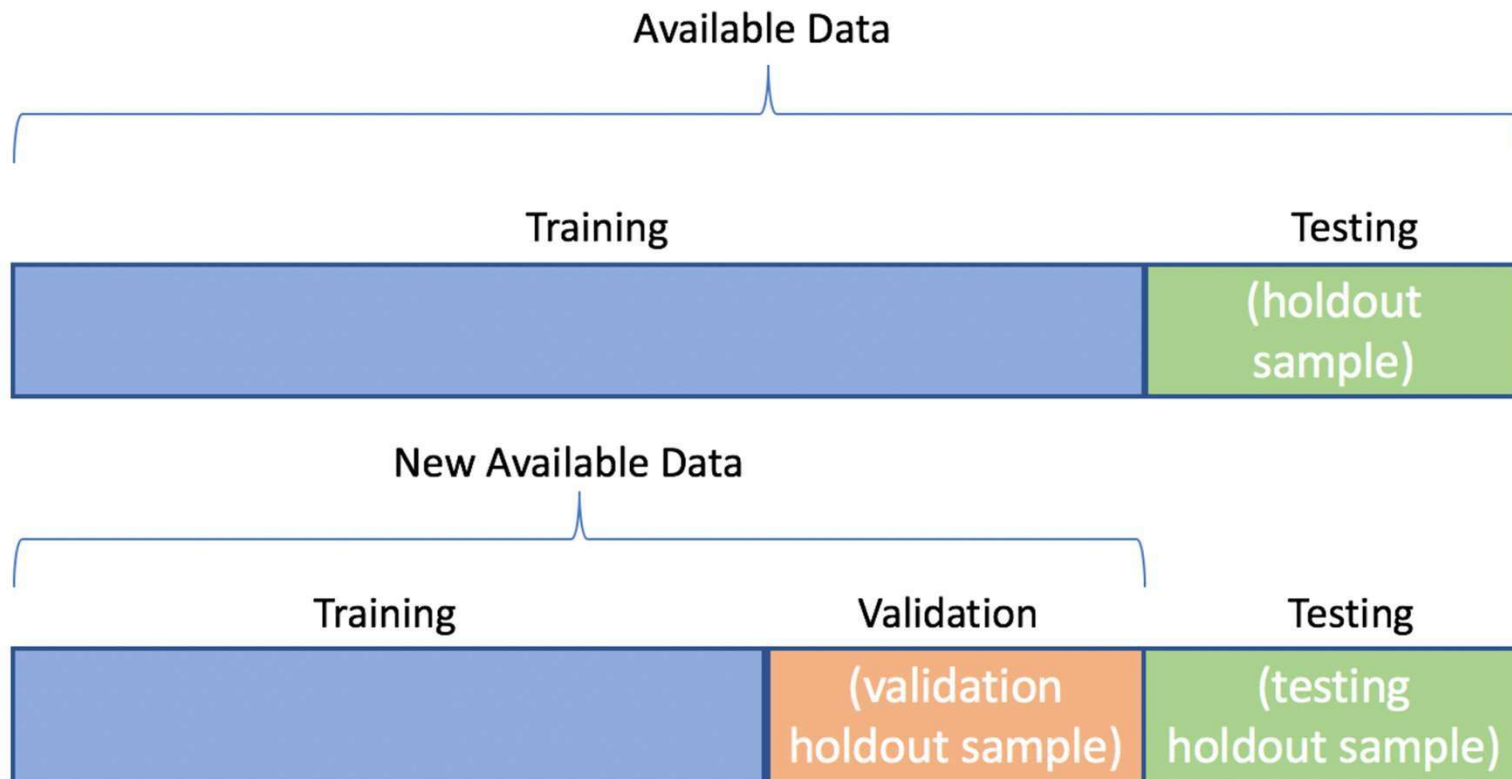 Available Data
Training Testing
(holdout
sample)
New Available Data
Training Validation Testing
(validation
holdout sample)
(testing
holdout sample)